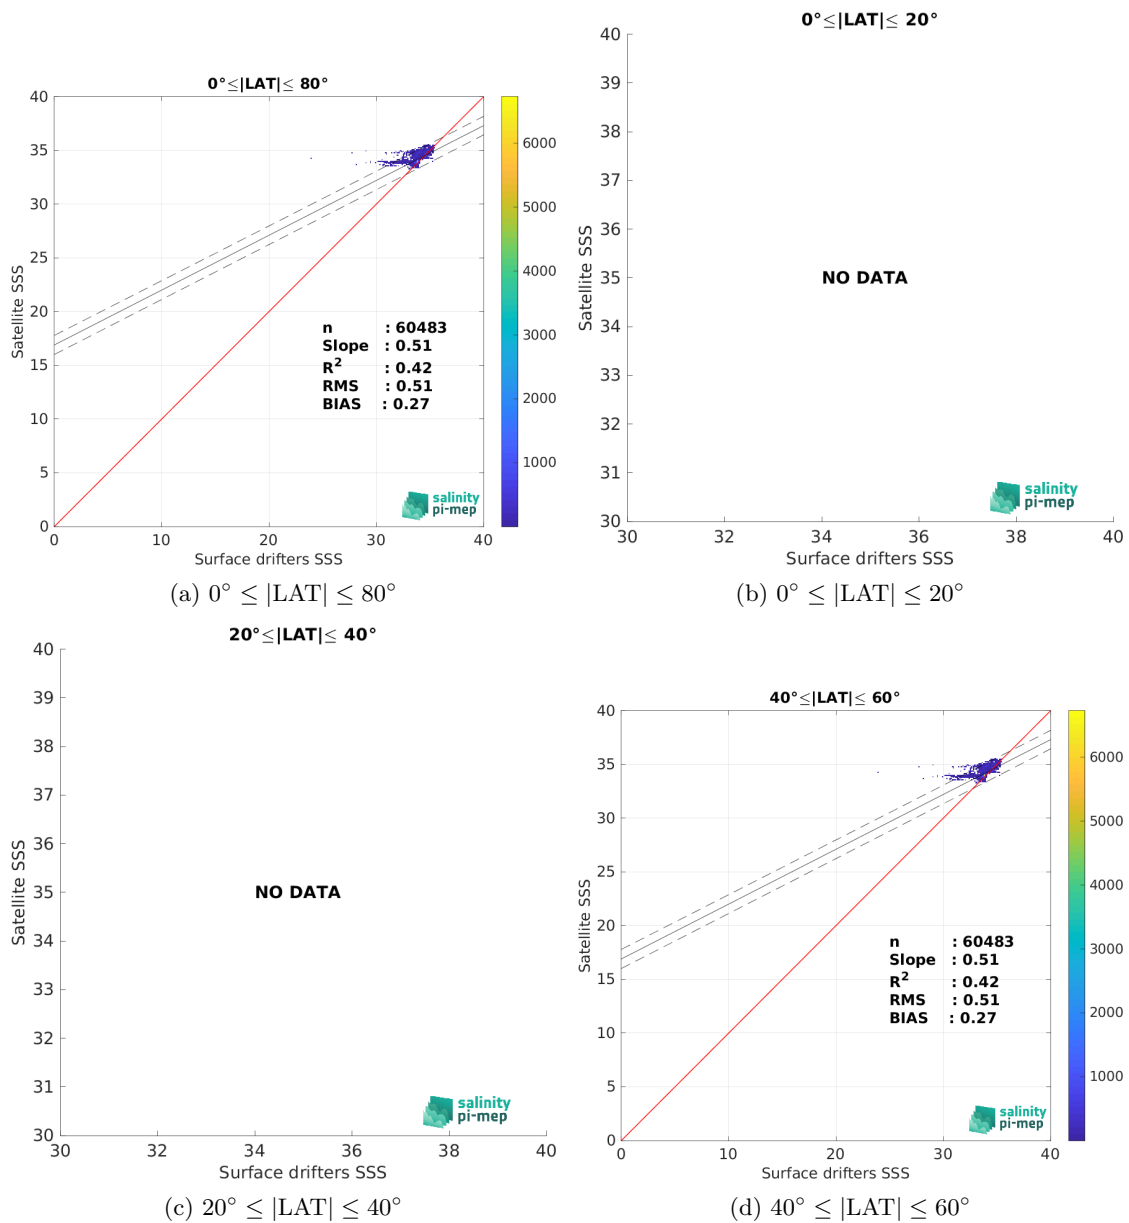 0°≤|LAT|≤ 80°
40
35
30
25
20
15
10
5
0
Satellite SSS
0
10
20
30
40
Surface drifters SSS
6000
5000
4000
3000
2000
1000
n : 60483
Slope : 0.51
R² : 0.42
RMS : 0.51
BIAS : 0.27
salinity
pi-mep
(a) 0° ≤ |LAT| ≤ 80°
0°≤|LAT|≤ 20°
40
39
38
37
36
35
34
33
32
31
30
Satellite SSS
NO DATA
30
32
34
36
38
40
Surface drifters SSS
salinity
pi-mep
(b) 0° ≤ |LAT| ≤ 20°
20°≤|LAT|≤ 40°
40
39
38
37
36
35
34
33
32
31
30
Satellite SSS
NO DATA
30
32
34
36
38
40
Surface drifters SSS
salinity
pi-mep
(c) 20° ≤ |LAT| ≤ 40°
40°≤|LAT|≤ 60°
40
35
30
25
20
15
10
5
0
Satellite SSS
0
10
20
30
40
Surface drifters SSS
6000
5000
4000
3000
2000
1000
n : 60483
Slope : 0.51
R² : 0.42
RMS : 0.51
BIAS : 0.27
salinity
pi-mep
(d) 40° ≤ |LAT| ≤ 60°